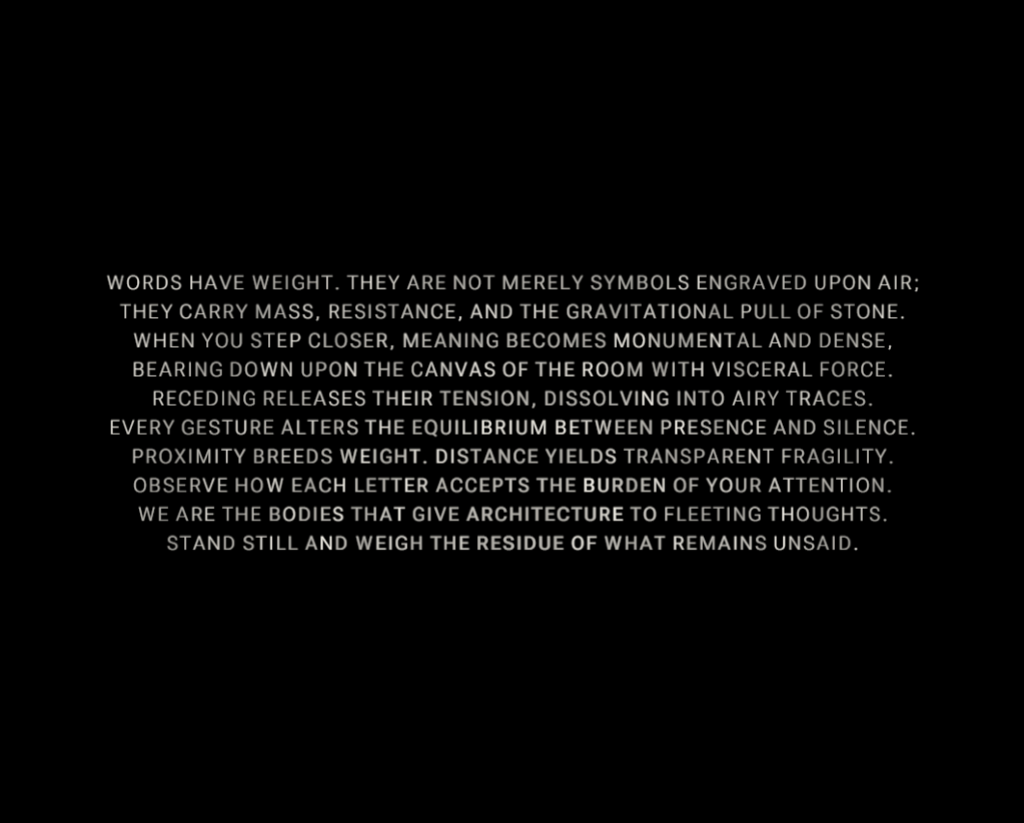 WORDS HAVE WEIGHT. THEY ARE NOT MERELY SYMBOLS ENGRAVED UPON AIR;
THEY CARRY MASS, RESISTANCE, AND THE GRAVITATIONAL PULL OF STONE.
WHEN YOU STEP CLOSER, MEANING BECOMES MONUMENTAL AND DENSE,
BEARING DOWN UPON THE CANVAS OF THE ROOM WITH VISCERAL FORCE.
RECEDING RELEASES THEIR TENSION, DISSOLVING INTO AIRY TRACES.
EVERY GESTURE ALTERS THE EQUILIBRIUM BETWEEN PRESENCE AND SILENCE.
PROXIMITY BREEDS WEIGHT. DISTANCE YIELDS TRANSPARENT FRAGILITY.
OBSERVE HOW EACH LETTER ACCEPTS THE BURDEN OF YOUR ATTENTION.
WE ARE THE BODIES THAT GIVE ARCHITECTURE TO FLEETING THOUGHTS.
STAND STILL AND WEIGH THE RESIDUE OF WHAT REMAINS UNSAID.